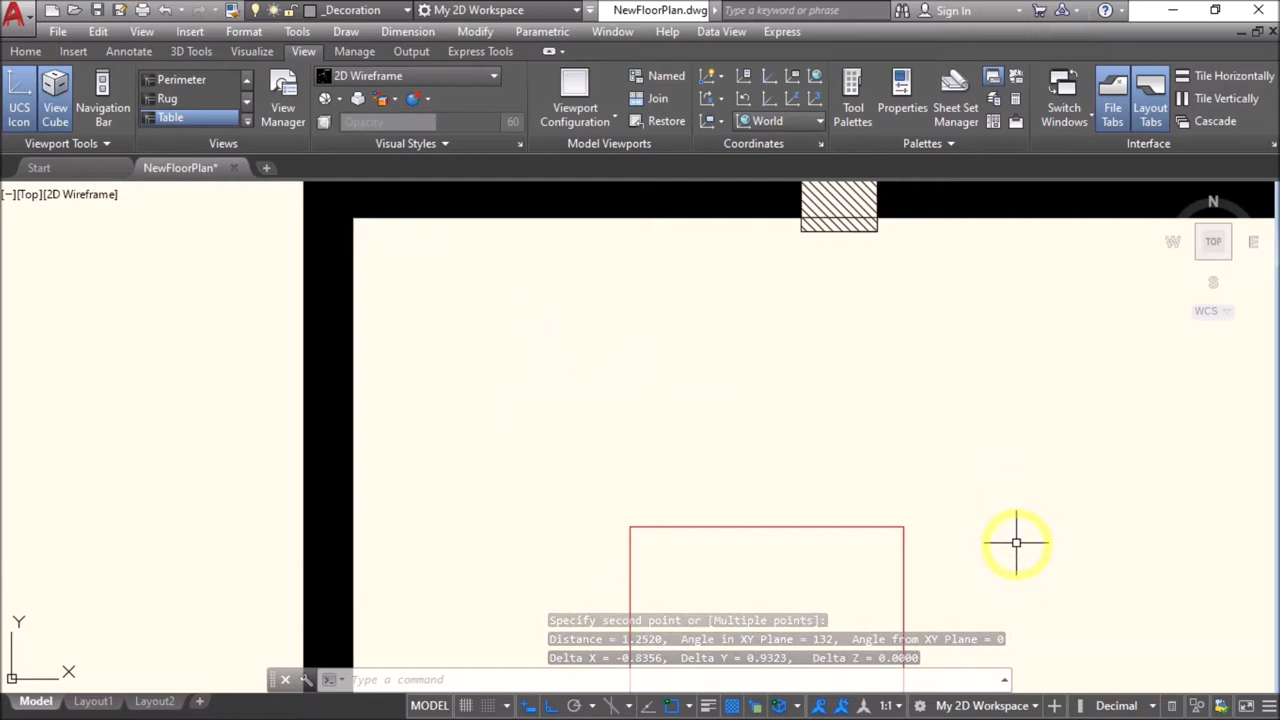 _Decoration
My 2D Workspace
NewFloorPlan.dwg
Type a keyword or phrase
Sign In
File
Edit
View
Insert
Format
Tools
Draw
Dimension
Modify
Parametric
Window
Help
Data View
Express
Home
Insert
Annotate
3D Tools
Visualize
View
Manage
Output
Express Tools
UCS
Icon
View
Cube
Navigation
Bar
Viewport Tools
Perimeter
Rug
Table
View
Manager
Views
2D Wireframe
Opacity
60
Visual Styles
Viewport
Configuration
Named
Join
Restore
Model Viewports
World
Coordinates
Tool
Palettes
Properties
Sheet Set
Manager
Palettes
Switch
Windows
File
Tabs
Layout
Tabs
Tile Horizontally
Tile Vertically
Cascade
Interface
Start
NewFloorPlan*
[−][Top][2D Wireframe]
N
W
TOP
E
S
WCS
Y
X
Specify second point or [Multiple points]:
Distance = 1.2520, Angle in XY Plane = 132, Angle from XY Plane = 0
Delta X = -0.8356, Delta Y = 0.9323, Delta Z = 0.0000
Type a command
Model
Layout1
Layout2
MODEL
1:1
My 2D Workspace
Decimal